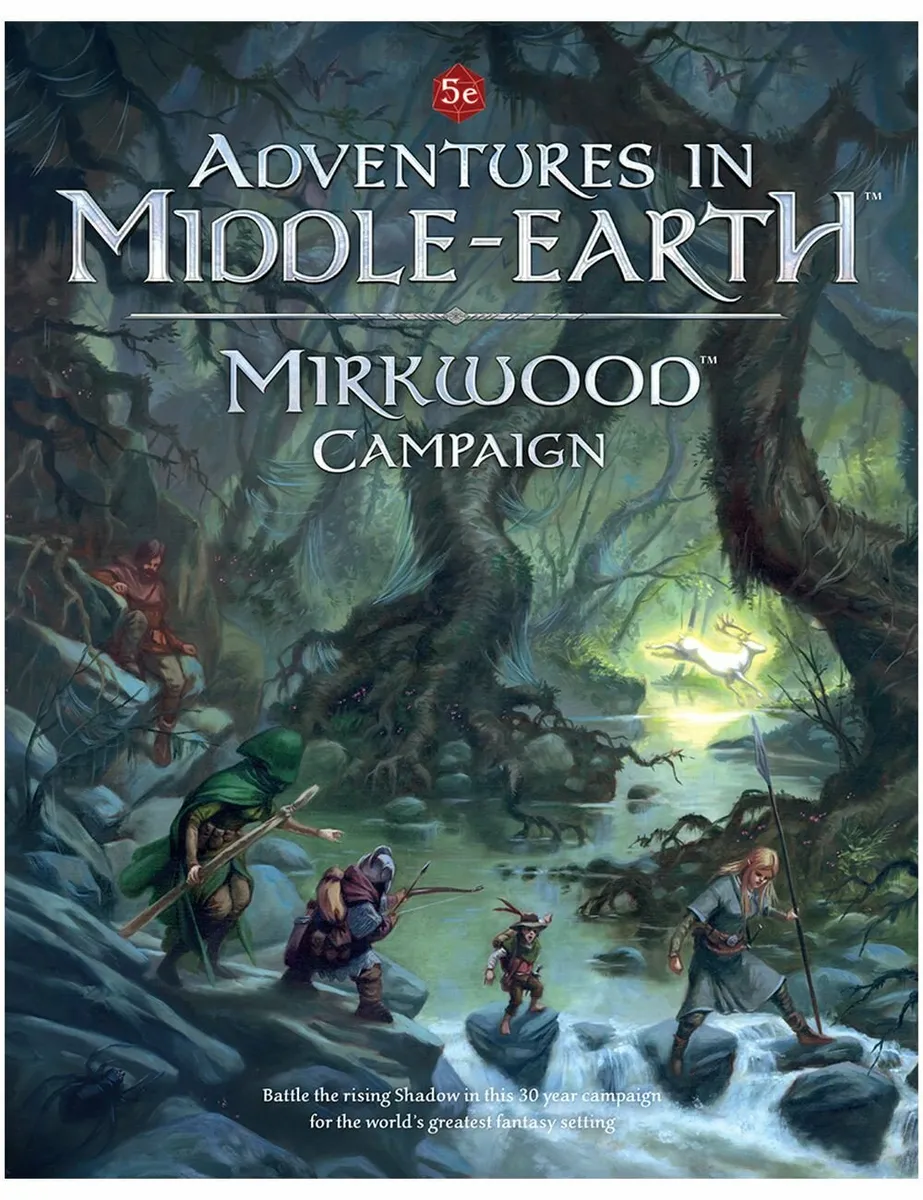 5e
ADVENTURES IN
MIDDLE-EARTH™
MIRKWOOD™
CAMPAIGN
Battle the rising Shadow in this 30 year campaign
for the world's greatest fantasy setting